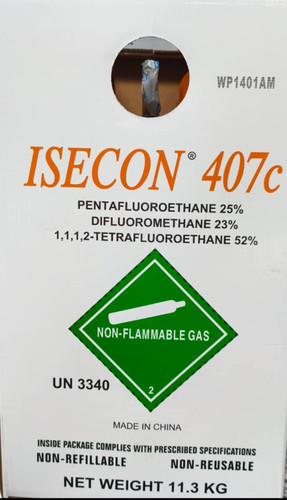 WP1401AM
ISECON® 407c
PENTAFLUOROETHANE 25%
DIFLUOROMETHANE 23%
1,1,1,2-TETRAFLUOROETHANE 52%
NON-FLAMMABLE GAS
UN 3340
2
MADE IN CHINA
INSIDE PACKAGE COMPLIES WITH PRESCRIBED SPECIFICATIONS
NON-REFILLABLE NON-REUSABLE
NET WEIGHT 11.3 KG